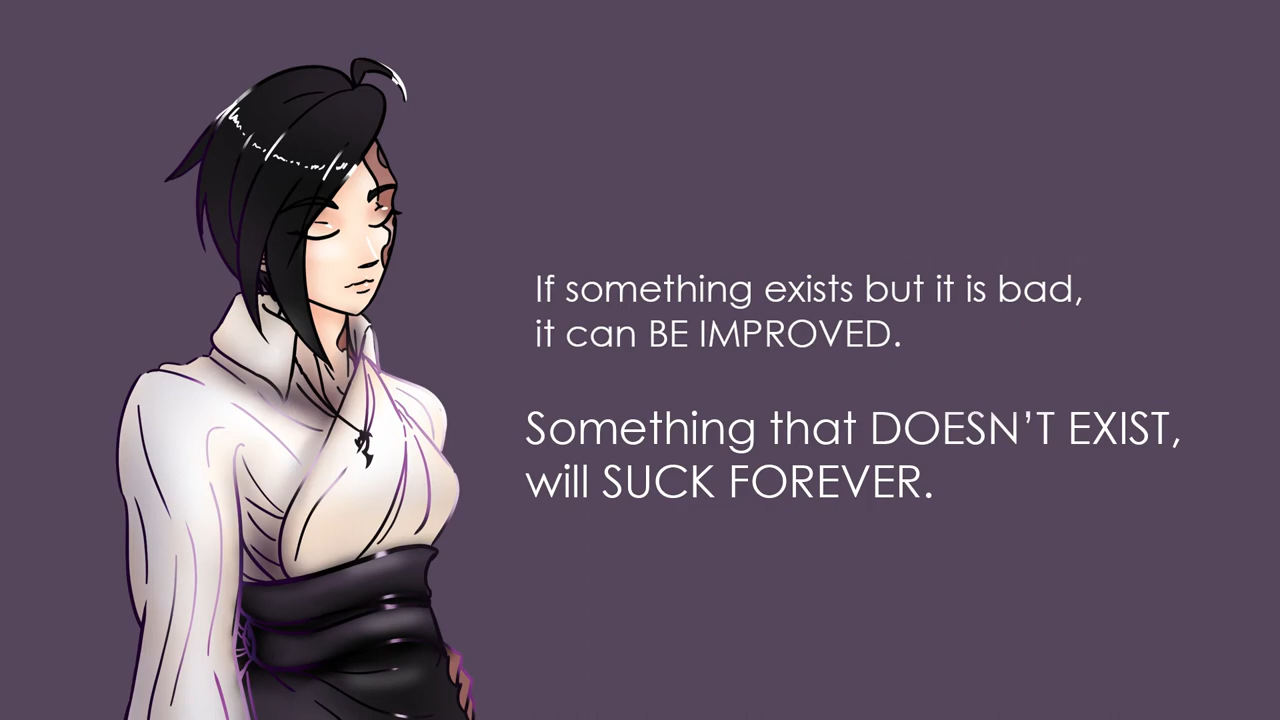 If something exists but it is bad,
it can BE IMPROVED.
Something that DOESN'T EXIST,
will SUCK FOREVER.